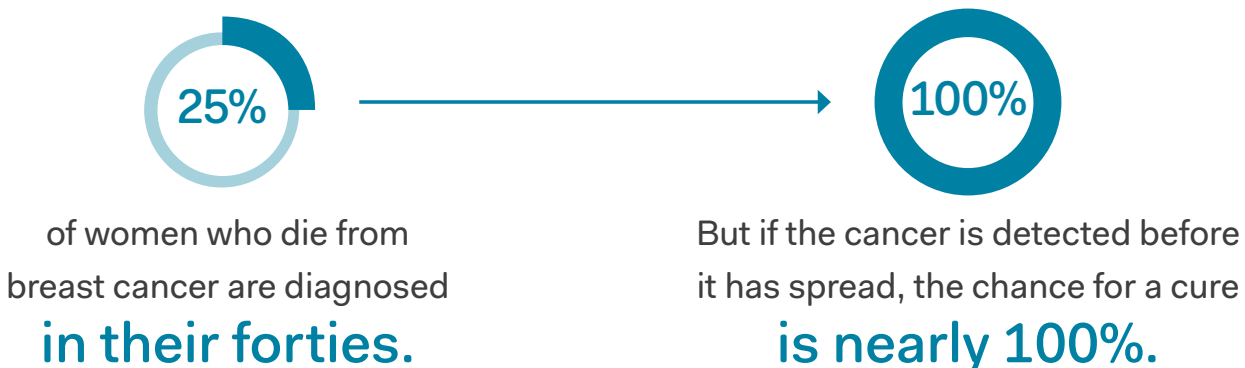 25%
of women who die from
breast cancer are diagnosed
in their forties.
100%
But if the cancer is detected before
it has spread, the chance for a cure
is nearly 100%.